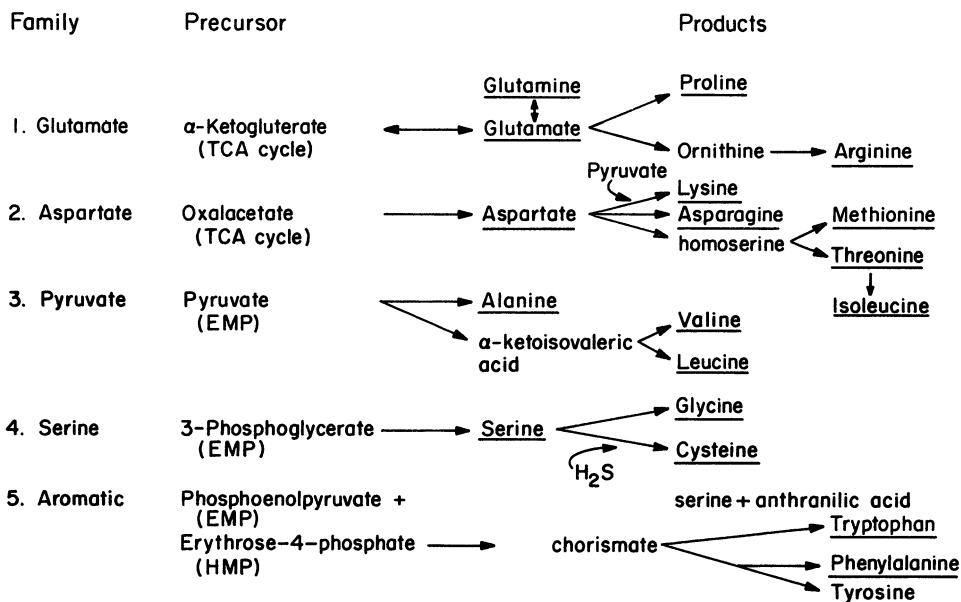 Family Precursor Products
Glutamine Proline
1. Glutamate α-Ketogluterate Glutamate
(TCA cycle) Ornithine Arginine
Pyruvate
Lysine
2. Aspartate Oxalacetate Aspartate Asparagine Methionine
(TCA cycle) homoserine
Threonine
3. Pyruvate Pyruvate Alanine Isoleucine
(EMP) Valine
α-ketoisovaleric
acid Leucine
Glycine
4. Serine 3-Phosphoglycerate Serine
(EMP) Cysteine
H2S
5. Aromatic Phosphoenolpyruvate + serine + anthranilic acid
(EMP) Tryptophan
Erythrose-4-phosphate chorismate
(HMP) Phenylalanine
Tyrosine